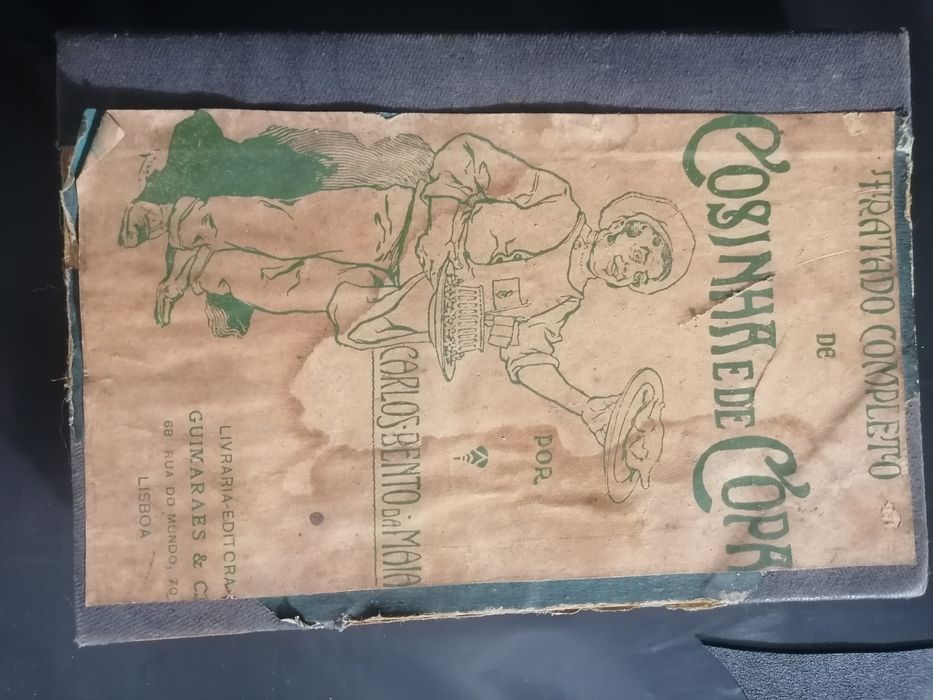 TRATADO COMPLETO
DE
COSINHA E DE COPA
POR
CARLOS BENTO DA MAIA
LIVRARIA-EDITORA
GUIMARAES & C.
68 RUA DO MUNDO, 70
LISBOA